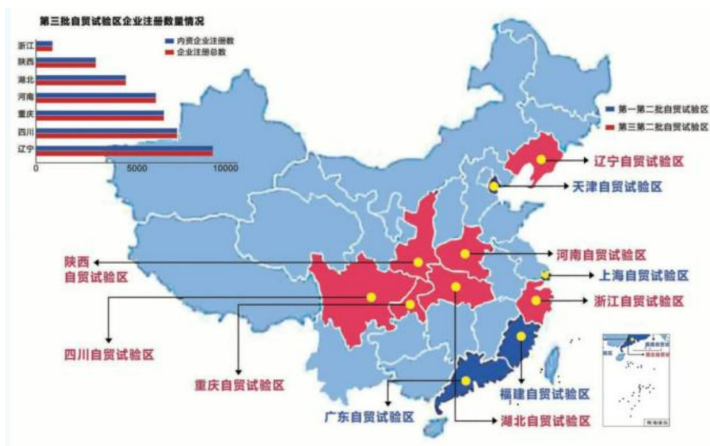 第三批自贸试验区企业注册数量情况
浙江
陕西
湖北
河南
重庆
四川
辽宁
内资企业注册数
企业注册总数
0
5000
10000
第一第二批自贸试验区
第三第二批自贸试验区
辽宁自贸试验区
天津自贸试验区
陕西
自贸试验区
河南自贸试验区
上海自贸试验区
浙江自贸试验区
四川自贸试验区
重庆自贸试验区
广东自贸试验区
福建自贸试验区
湖北自贸试验区